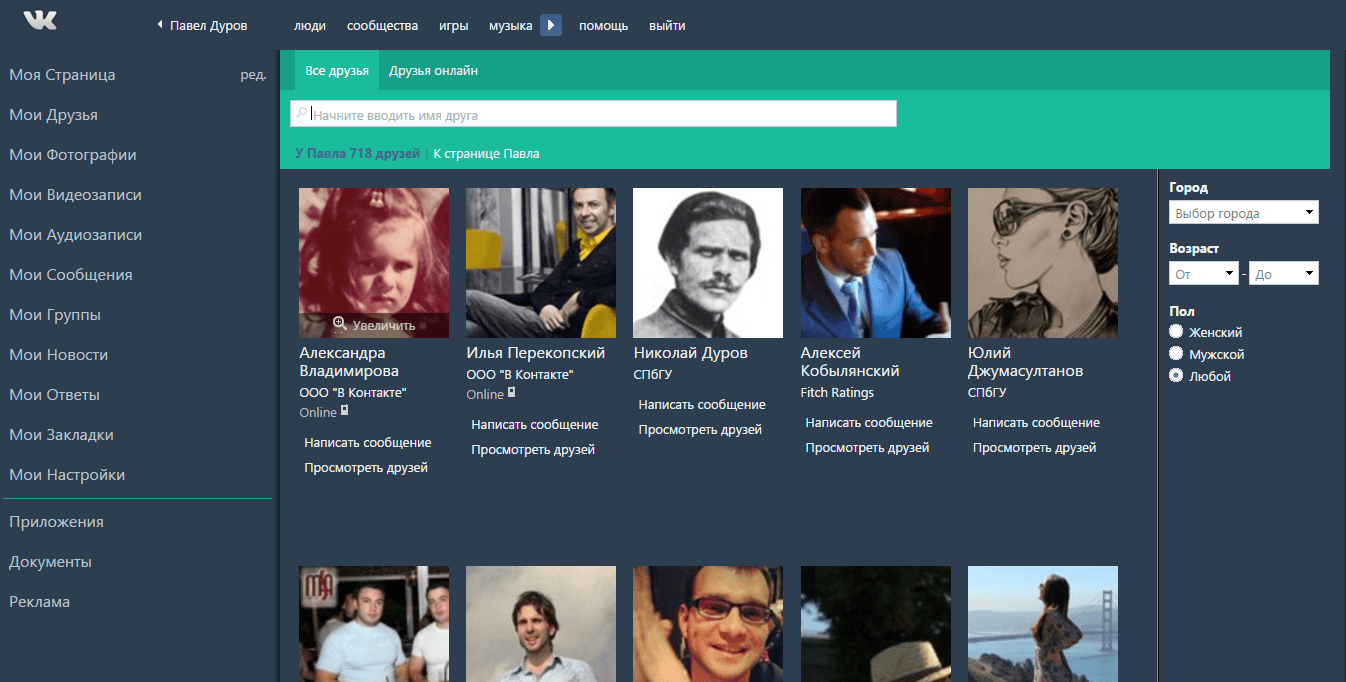 VK
Павел Дуров
люди
сообщества
игры
музыка
помощь
выйти
Моя Страница
ред.
Мои Друзья
Мои Фотографии
Мои Видеозаписи
Мои Аудиозаписи
Мои Сообщения
Мои Группы
Мои Новости
Мои Ответы
Мои Закладки
Мои Настройки
Приложения
Документы
Реклама
Все друзья
Друзья онлайн
Начните вводить имя друга
У Павла 718 друзей | К странице Павла
Увеличить
Александра
Владимирова
ООО "В Контакте"
Online
Написать сообщение
Просмотреть друзей
Илья Перекопский
ООО "В Контакте"
Online
Написать сообщение
Просмотреть друзей
Николай Дуров
СПбГУ
Написать сообщение
Просмотреть друзей
Алексей
Кобылянский
Fitch Ratings
Написать сообщение
Просмотреть друзей
Юлий
Джумасултанов
СПбГУ
Написать сообщение
Просмотреть друзей
Город
Выбор города
Возраст
От - До
Пол
Женский
Мужской
Любой